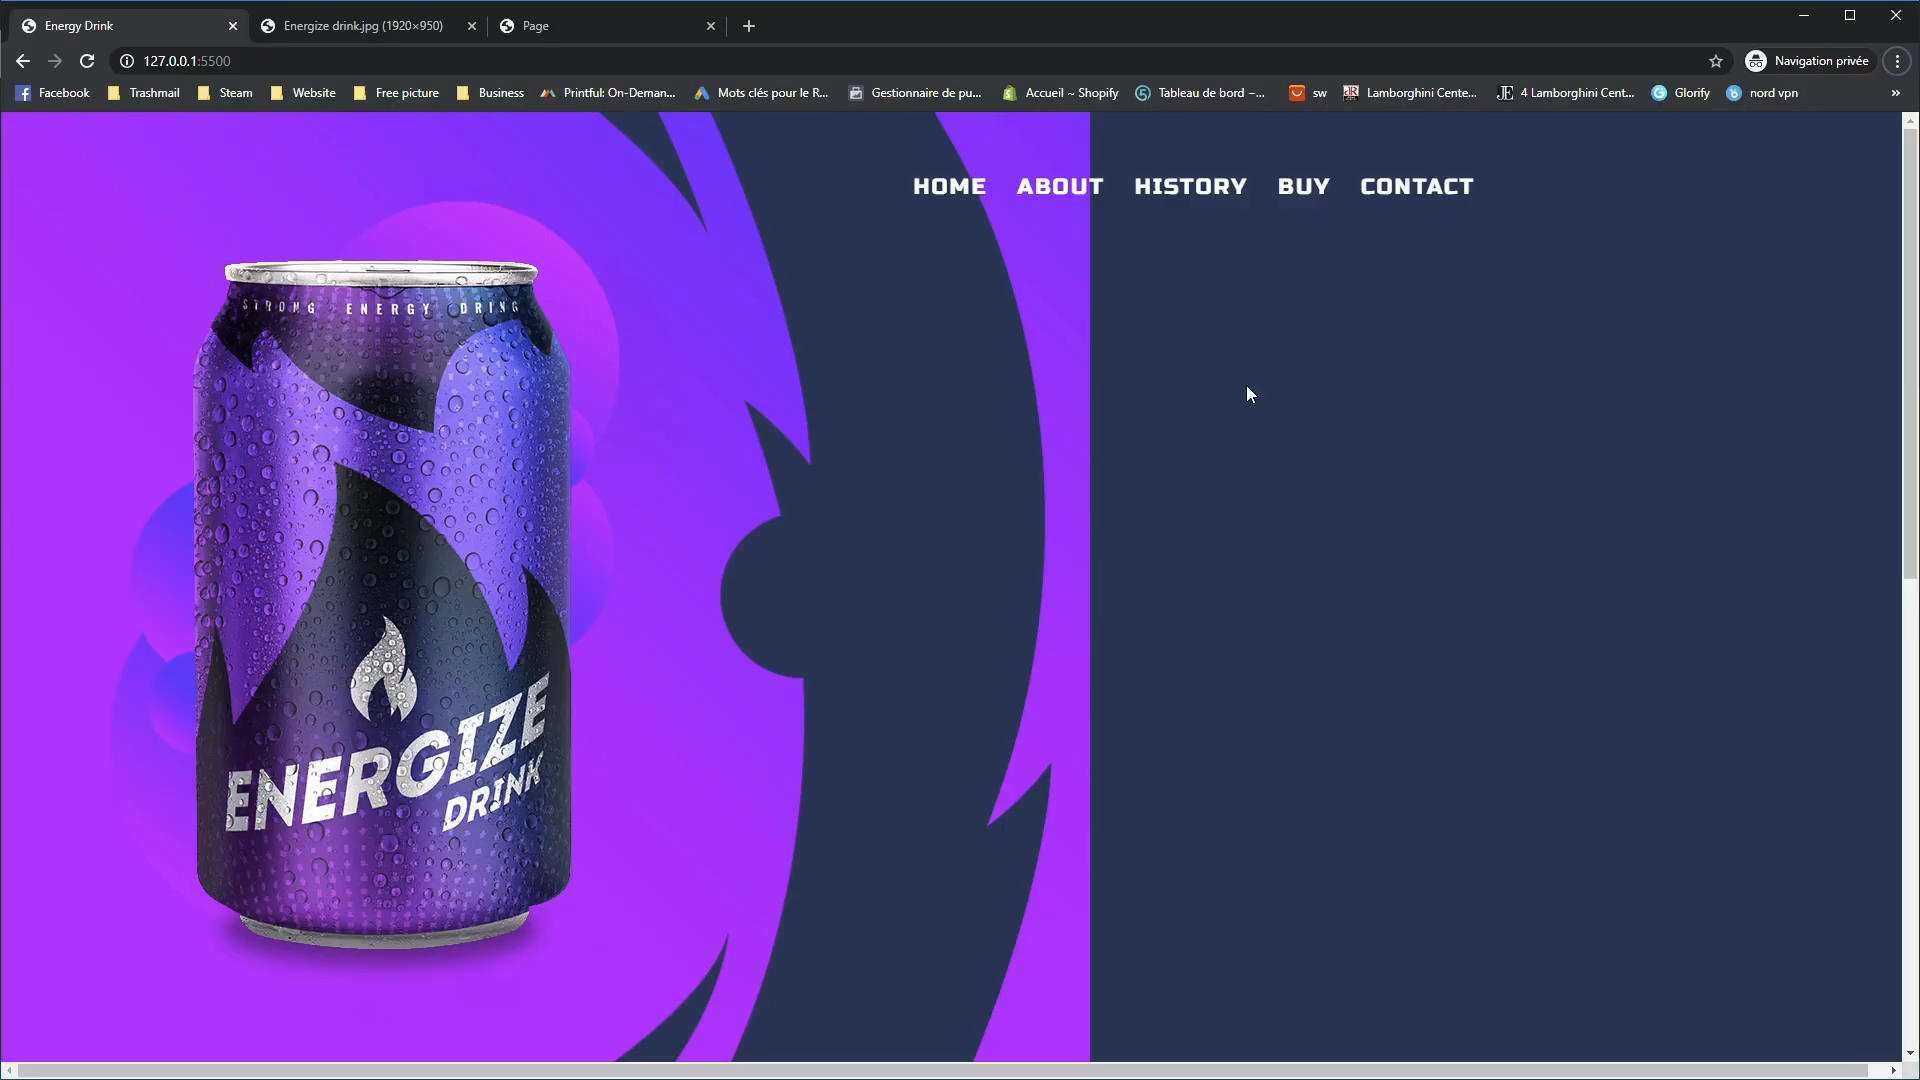 Energy Drink
Energize drink.jpg (1920×950)
Page
127.0.0.1:5500
Navigation privée
Facebook
Trashmail
Steam
Website
Free picture
Business
Printful: On-Deman...
Mots clés pour le R...
Gestionnaire de pu...
Accueil ~ Shopify
Tableau de bord –...
sw
Lamborghini Cente...
4 Lamborghini Cent...
Glorify
nord vpn
»
HOME ABOUT HISTORY BUY CONTACT
STRONG ENERGY DRING
ENERGIZE
DRINK